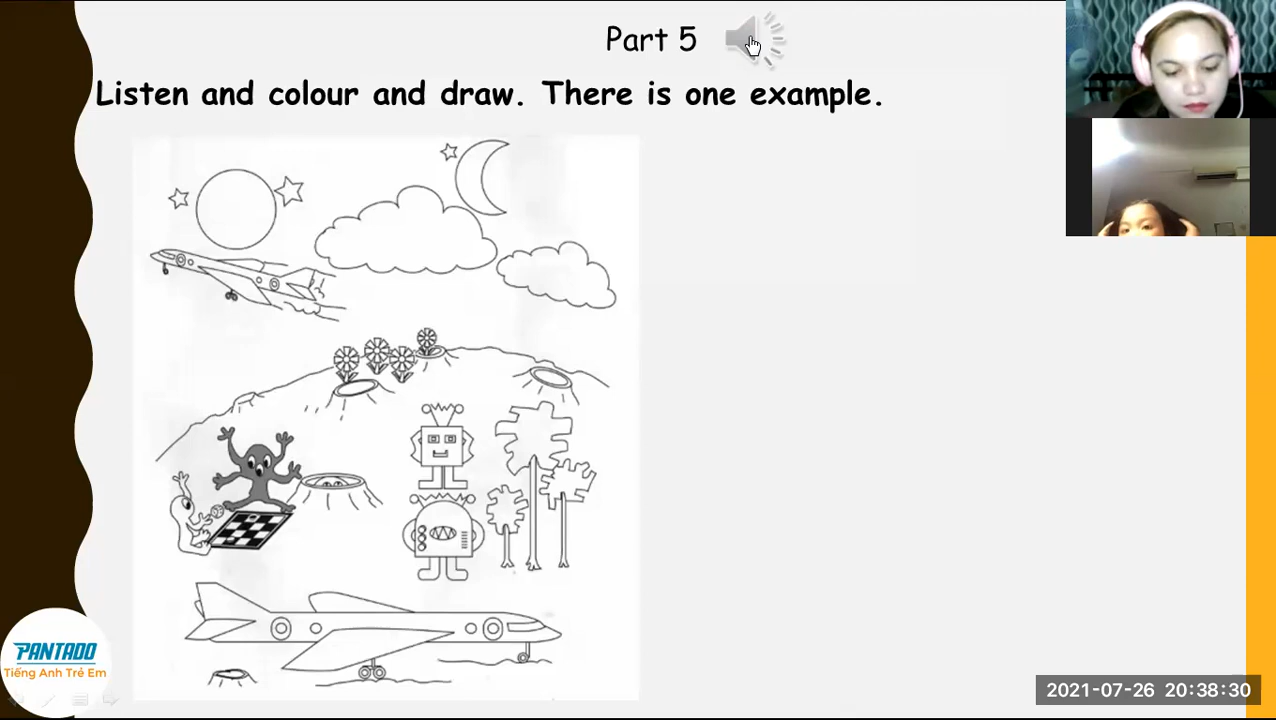 Part 5
Listen and colour and draw. There is one example.
PANTADO
Tiếng Anh Trẻ Em
2021-07-26 20:38:30